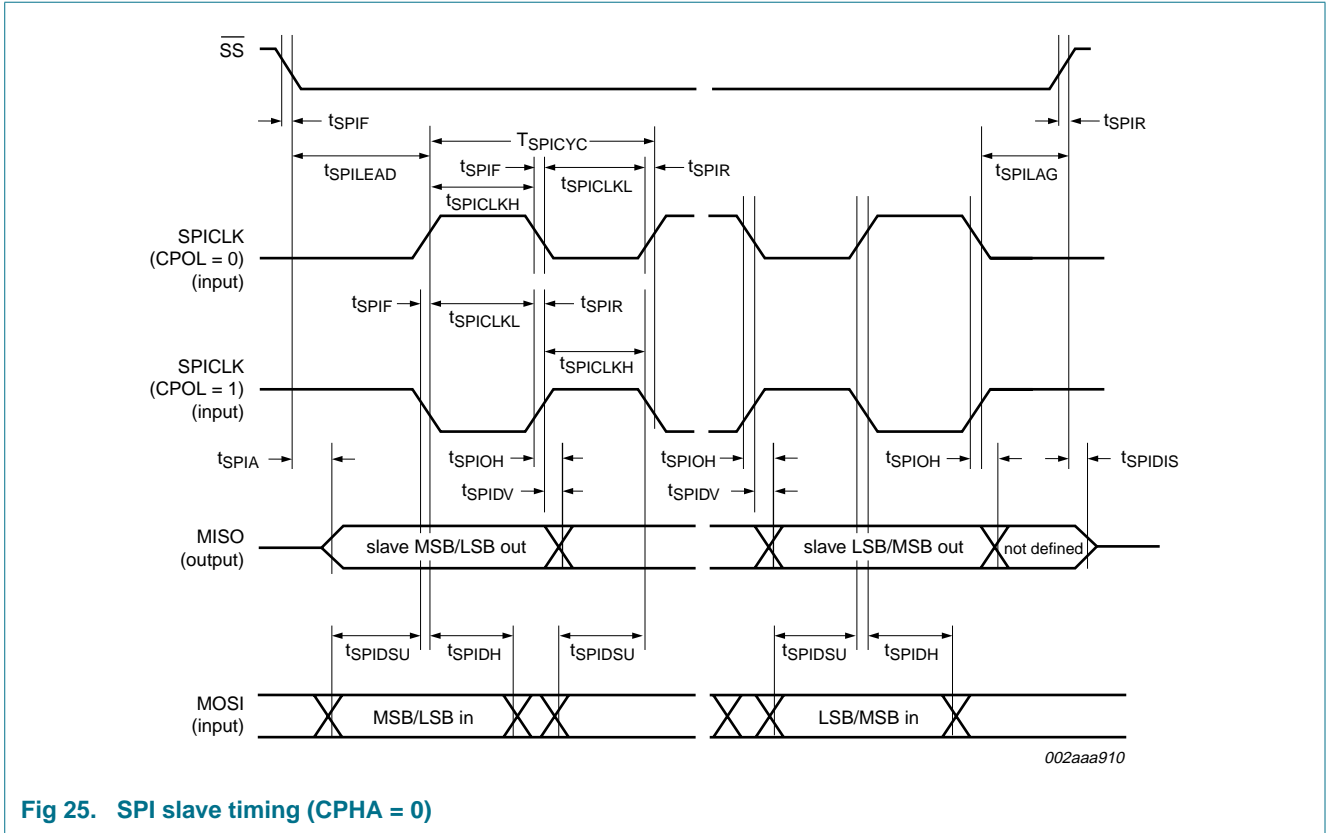 SS
tSPIF
tSPIR
TSPICYC
tSPILEAD
tSPIF
tSPICLKL
tSPIR
tSPILAG
tSPICLKH
SPICLK
(CPOL = 0)
(input)
tSPIF
tSPICLKL
tSPIR
tSPICLKH
SPICLK
(CPOL = 1)
(input)
tSPIA
tSPIOH
tSPIOH
tSPIOH
tSPIDIS
tSPIDV
tSPIDV
MISO
(output)
slave MSB/LSB out
slave LSB/MSB out
not defined
tSPIDSU
tSPIDH
tSPIDSU
tSPIDSU
tSPIDH
MOSI
(input)
MSB/LSB in
LSB/MSB in
002aaa910
Fig 25. SPI slave timing (CPHA = 0)